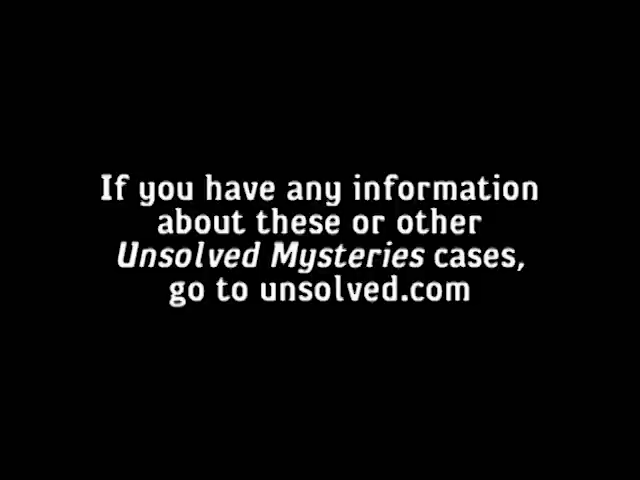 If you have any information
about these or other
Unsolved Mysteries cases,
go to unsolved.com